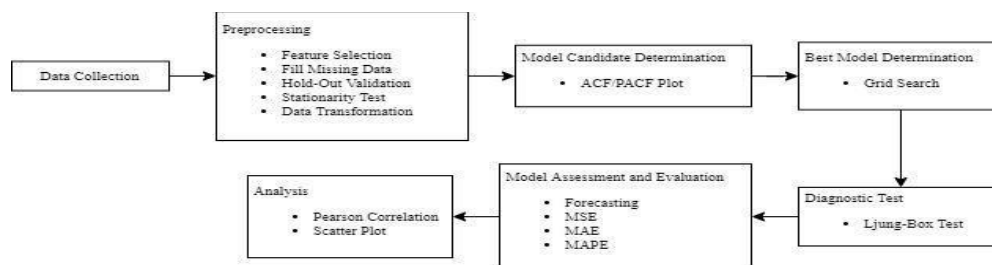 Data Collection
Preprocessing
• Feature Selection
• Fill Missing Data
• Hold-Out Validation
• Stationarity Test
• Data Transformation
Model Candidate Determination
• ACF/PACF Plot
Best Model Determination
• Grid Search
Diagnostic Test
• Ljung-Box Test
Model Assessment and Evaluation
• Forecasting
• MSE
• MAE
• MAPE
Analysis
• Pearson Correlation
• Scatter Plot